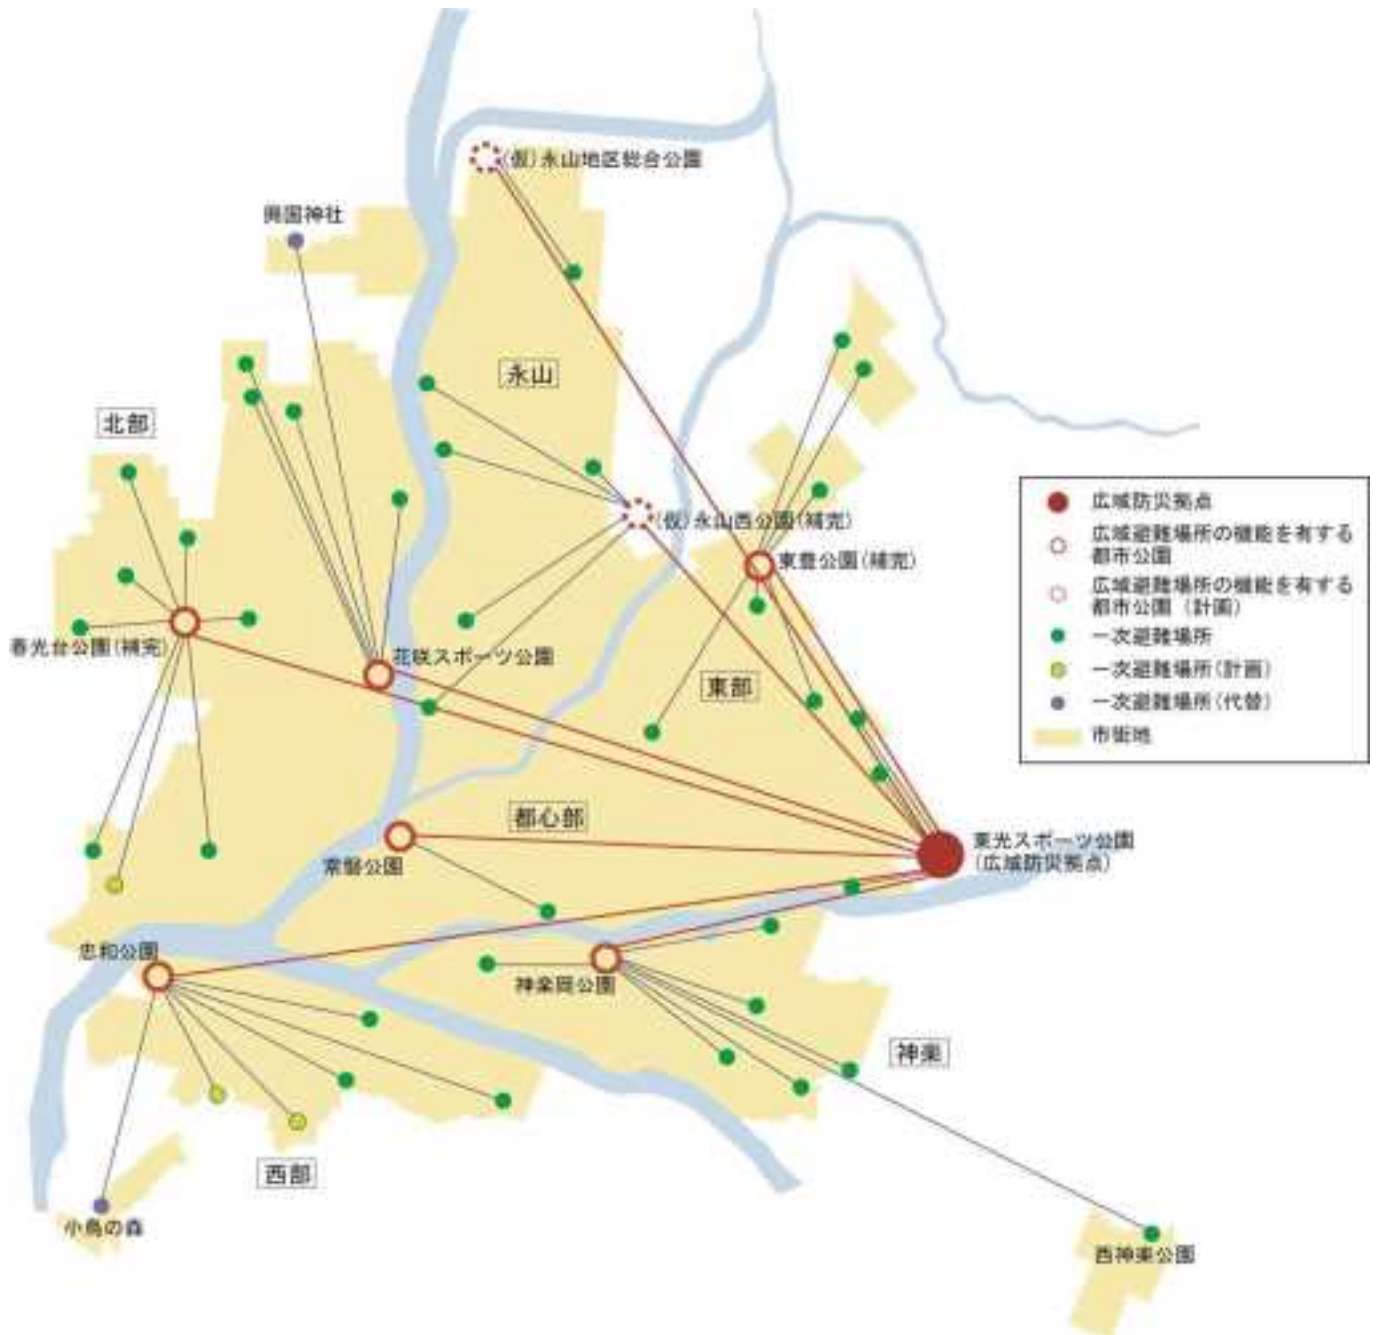 (仮)永山地区総合公園
興国神社
永山
北部
(仮)永山西公園(補完)
東豊公園(補完)
春光台公園(補完)
花咲スポーツ公園
東部
都心部
常磐公園
東光スポーツ公園
(広域防災拠点)
忠和公園
神楽岡公園
神楽
西部
小鳥の森
西神楽公園
広域防災拠点
広域避難場所の機能を有する
都市公園
広域避難場所の機能を有する
都市公園(計画)
一次避難場所
一次避難場所(計画)
一次避難場所(代替)
市街地